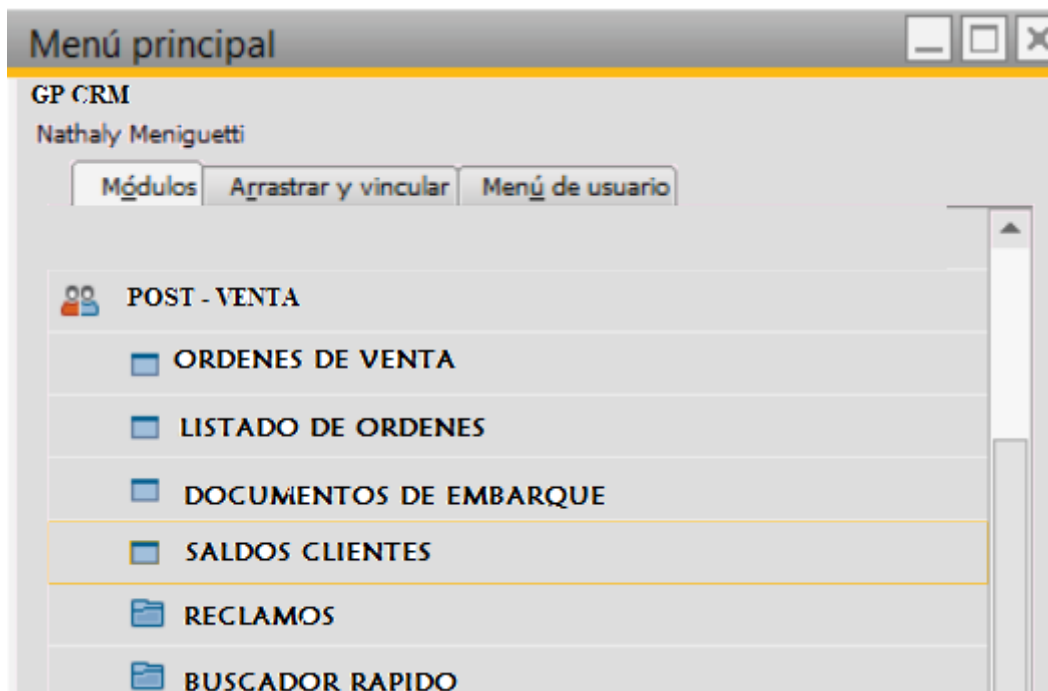 Menú principal
GP CRM
Nathaly Meniguetti
Módulos Arrastrar y vincular Menú de usuario
POST - VENTA
ORDENES DE VENTA
LISTADO DE ORDENES
DOCUMENTOS DE EMBARQUE
SALDOS CLIENTES
RECLAMOS
BUSCADOR RAPIDO